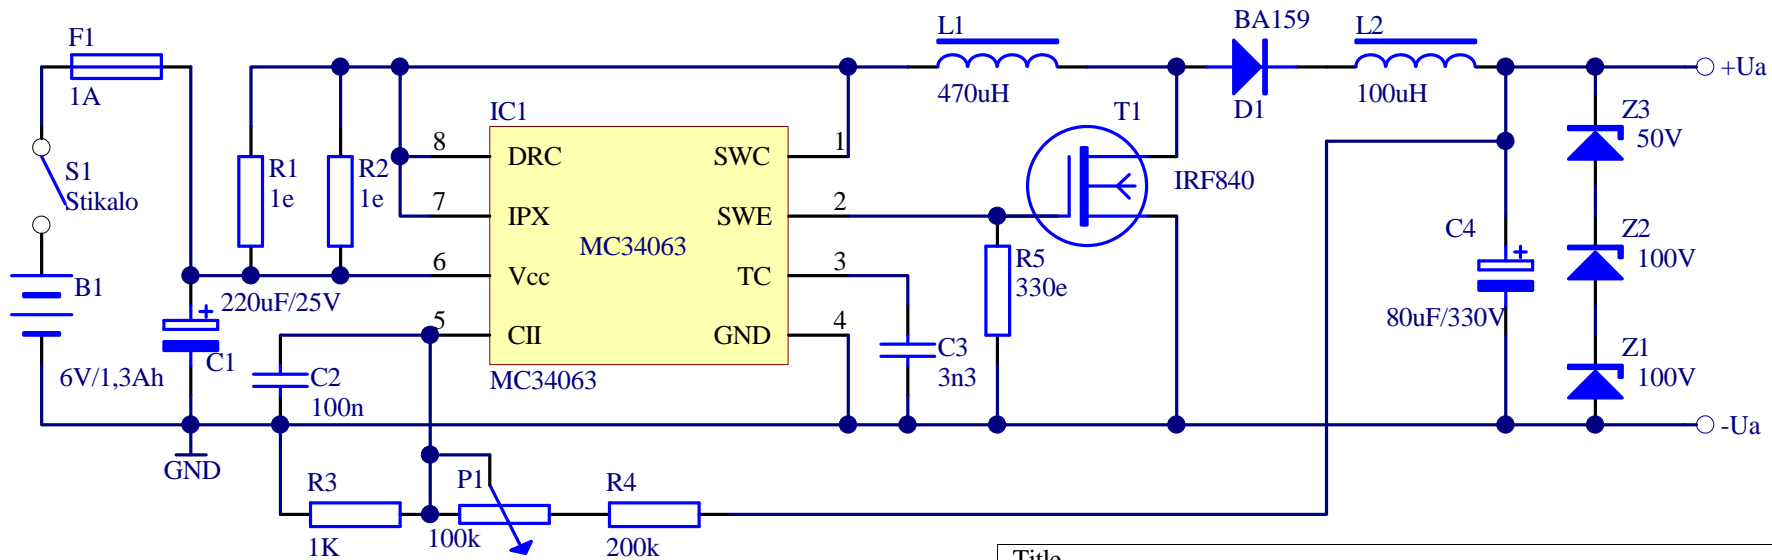 F1
1A
S1
Stikalo
B1
6V/1,3Ah
220uF/25V
C1
GND
R1
1e
R2
1e
C2
100n
R3
1K
P1
100k
R4
200k
IC1
8
DRC
7
IPX
6
Vcc
5
CII
SWC
1
SWE
2
TC
3
GND
4
MC34063
MC34063
L1
470uH
T1
IRF840
R5
330e
C3
3n3
BA159
D1
L2
100uH
C4
80uF/330V
Z3
50V
Z2
100V
Z1
100V
+Ua
-Ua
Title